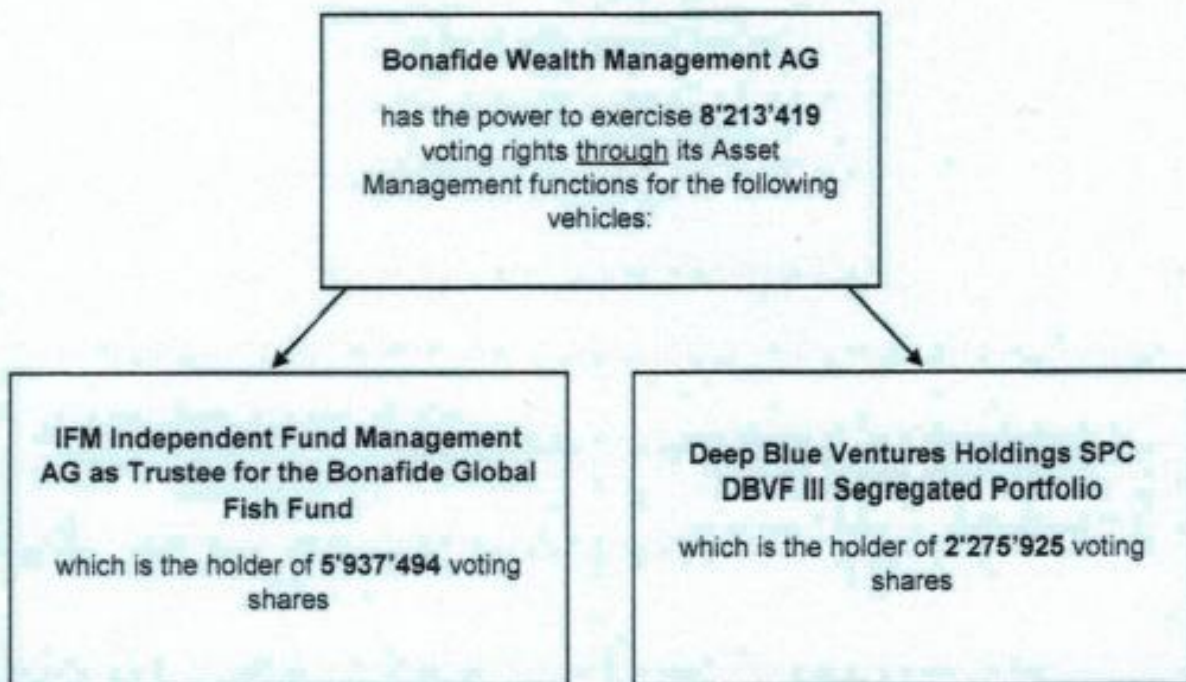 Bonafide Wealth Management AG
has the power to exercise 8'213'419
voting rights through its Asset
Management functions for the following
vehicles:
IFM Independent Fund Management
AG as Trustee for the Bonafide Global
Fish Fund
which is the holder of 5'937'494 voting
shares
Deep Blue Ventures Holdings SPC
DBVF III Segregated Portfolio
which is the holder of 2'275'925 voting
shares